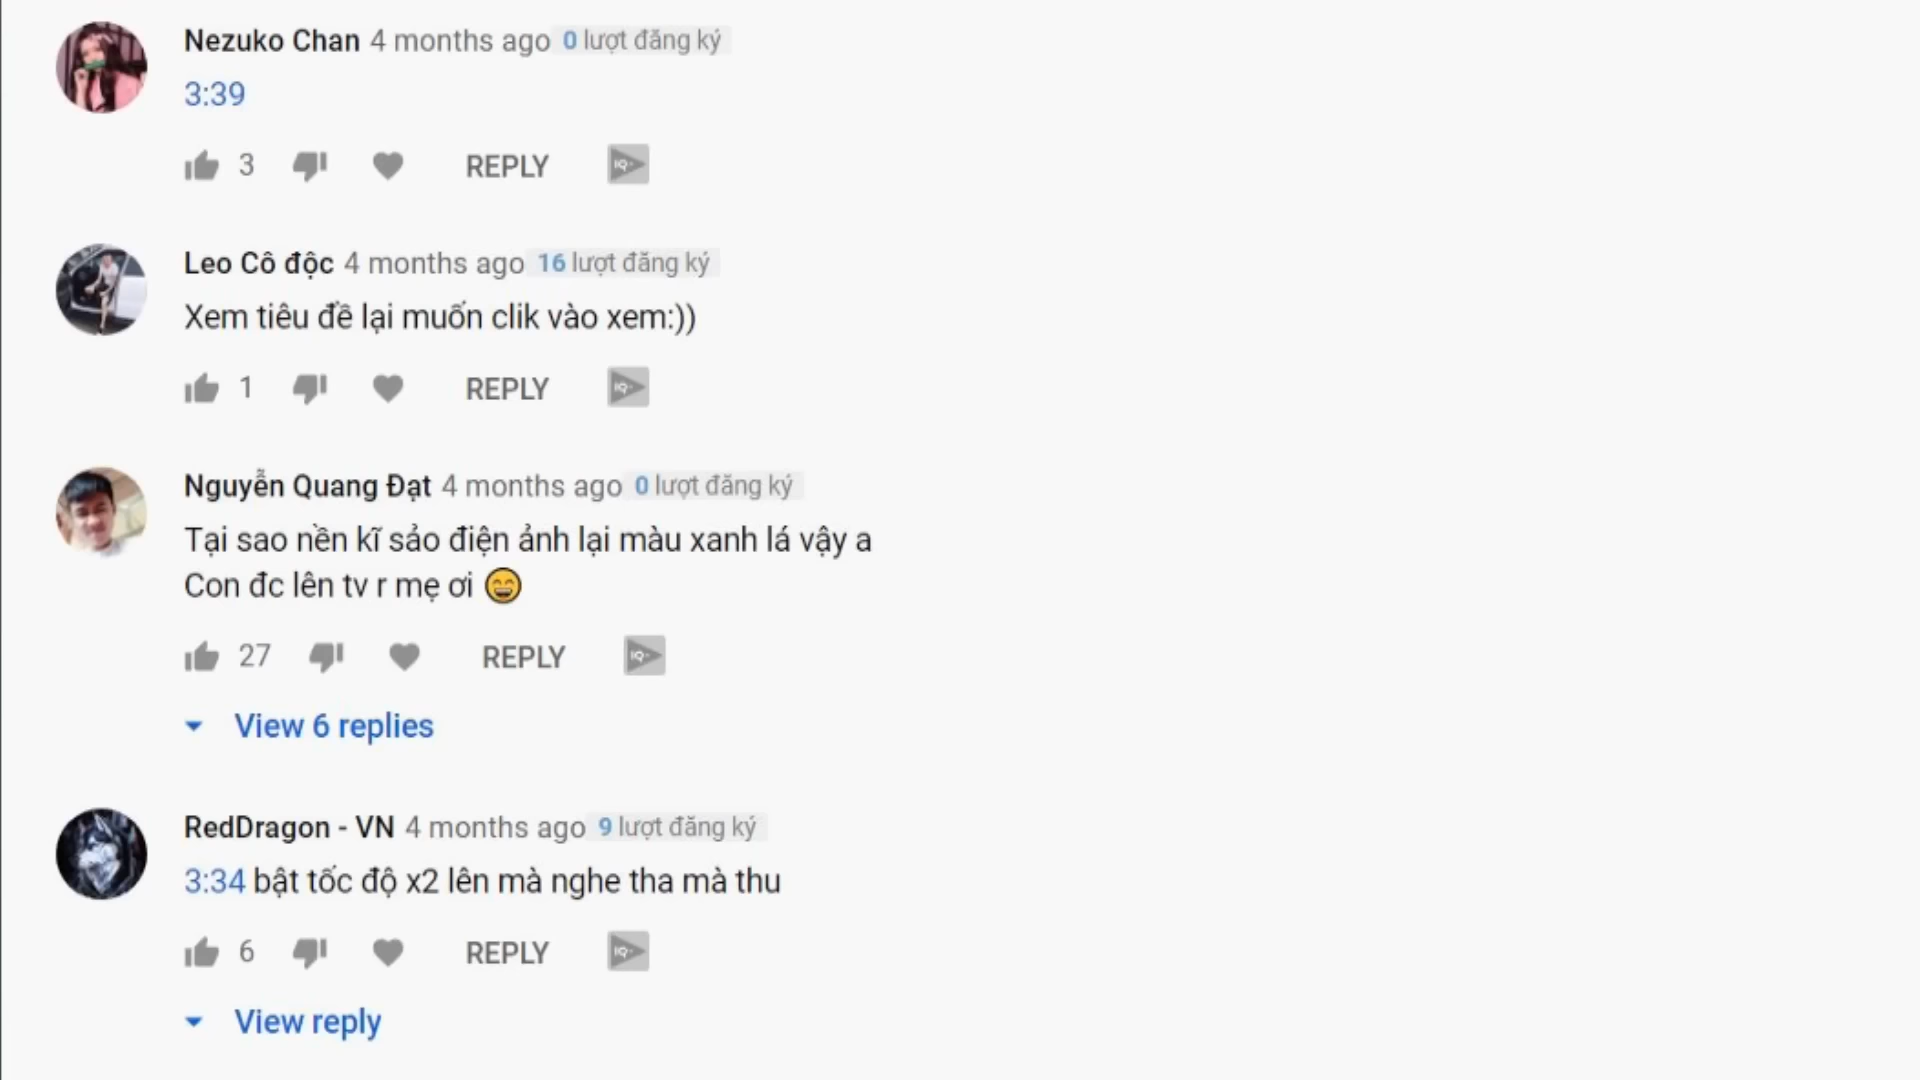 Nezuko Chan 4 months ago 0 lượt đăng ký
3:39
3 REPLY IQ
Leo Cô độc 4 months ago 16 lượt đăng ký
Xem tiêu đề lại muốn clik vào xem:))
1 REPLY IQ
Nguyễn Quang Đạt 4 months ago 0 lượt đăng ký
Tại sao nền kĩ sảo điện ảnh lại màu xanh lá vậy a
Con đc lên tv r mẹ ơi 😄
27 REPLY IQ
View 6 replies
RedDragon - VN 4 months ago 9 lượt đăng ký
3:34 bật tốc độ x2 lên mà nghe tha mà thu
6 REPLY IQ
View reply